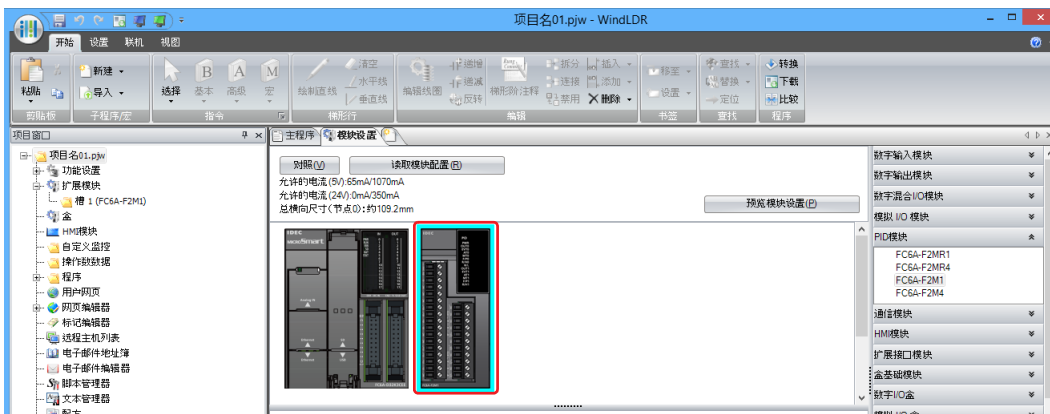 项目名01.pjw - WindLDR
开始 设置 联机 视图
粘贴 新建 导入
剪贴板 子程序/宏
选择 B 基本 A 高级 M 宏
指令
绘制直线 清空 水平线 垂直线
梯形行
编辑线图 递增 递减 反转 梯形阶注释 拆分 插入 连接 添加 禁用 删除
编辑
移至 设置
书签
查找 替换 定位
查找
转换 下载 比较
程序
项目窗口
主程序 模块设置
项目名01.pjw
功能设置
扩展模块
槽 1 (FC6A-F2M1)
盒
HMI模块
自定义监控
操作数数据
程序
用户网页
网页编辑器
标记编辑器
远程主机列表
电子邮件地址簿
电子邮件编辑器
脚本管理器
文本管理器
配方
对照(V) 读取模块配置(R)
允许的电流(5V):65mA/1070mA
允许的电流(24V):0mA/350mA
总横向尺寸(节点0):约109.2mm
预览模块设置(P)
IDEC
MICROSmart
IDEC
数字输入模块
数字输出模块
数字混合I/O模块
模拟 I/O 模块
PID模块
FC6A-F2MR1
FC6A-F2MR4
FC6A-F2M1
FC6A-F2M4
通信模块
HMI模块
扩展接口模块
盒基础模块
数字I/O盒
模拟 I/O 盒